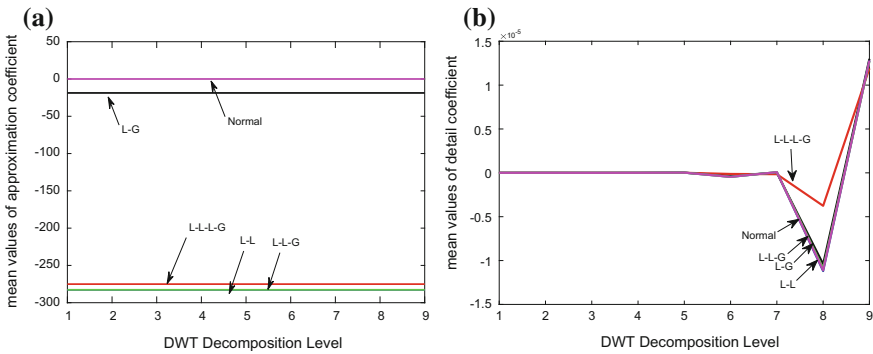 (a)
mean values of approximation coefficient
50
0
-50
-100
-150
-200
-250
-300
L-G
Normal
L-L-L-G
L-L
L-L-G
1 2 3 4 5 6 7 8 9
DWT Decomposition Level
(b)
mean values of detail coefficient
×10⁻⁵
1.5
1
0.5
0
-0.5
-1
-1.5
L-L-L-G
Normal
L-L-G
L-G
L-L
1 2 3 4 5 6 7 8 9
DWT Decomposition Level